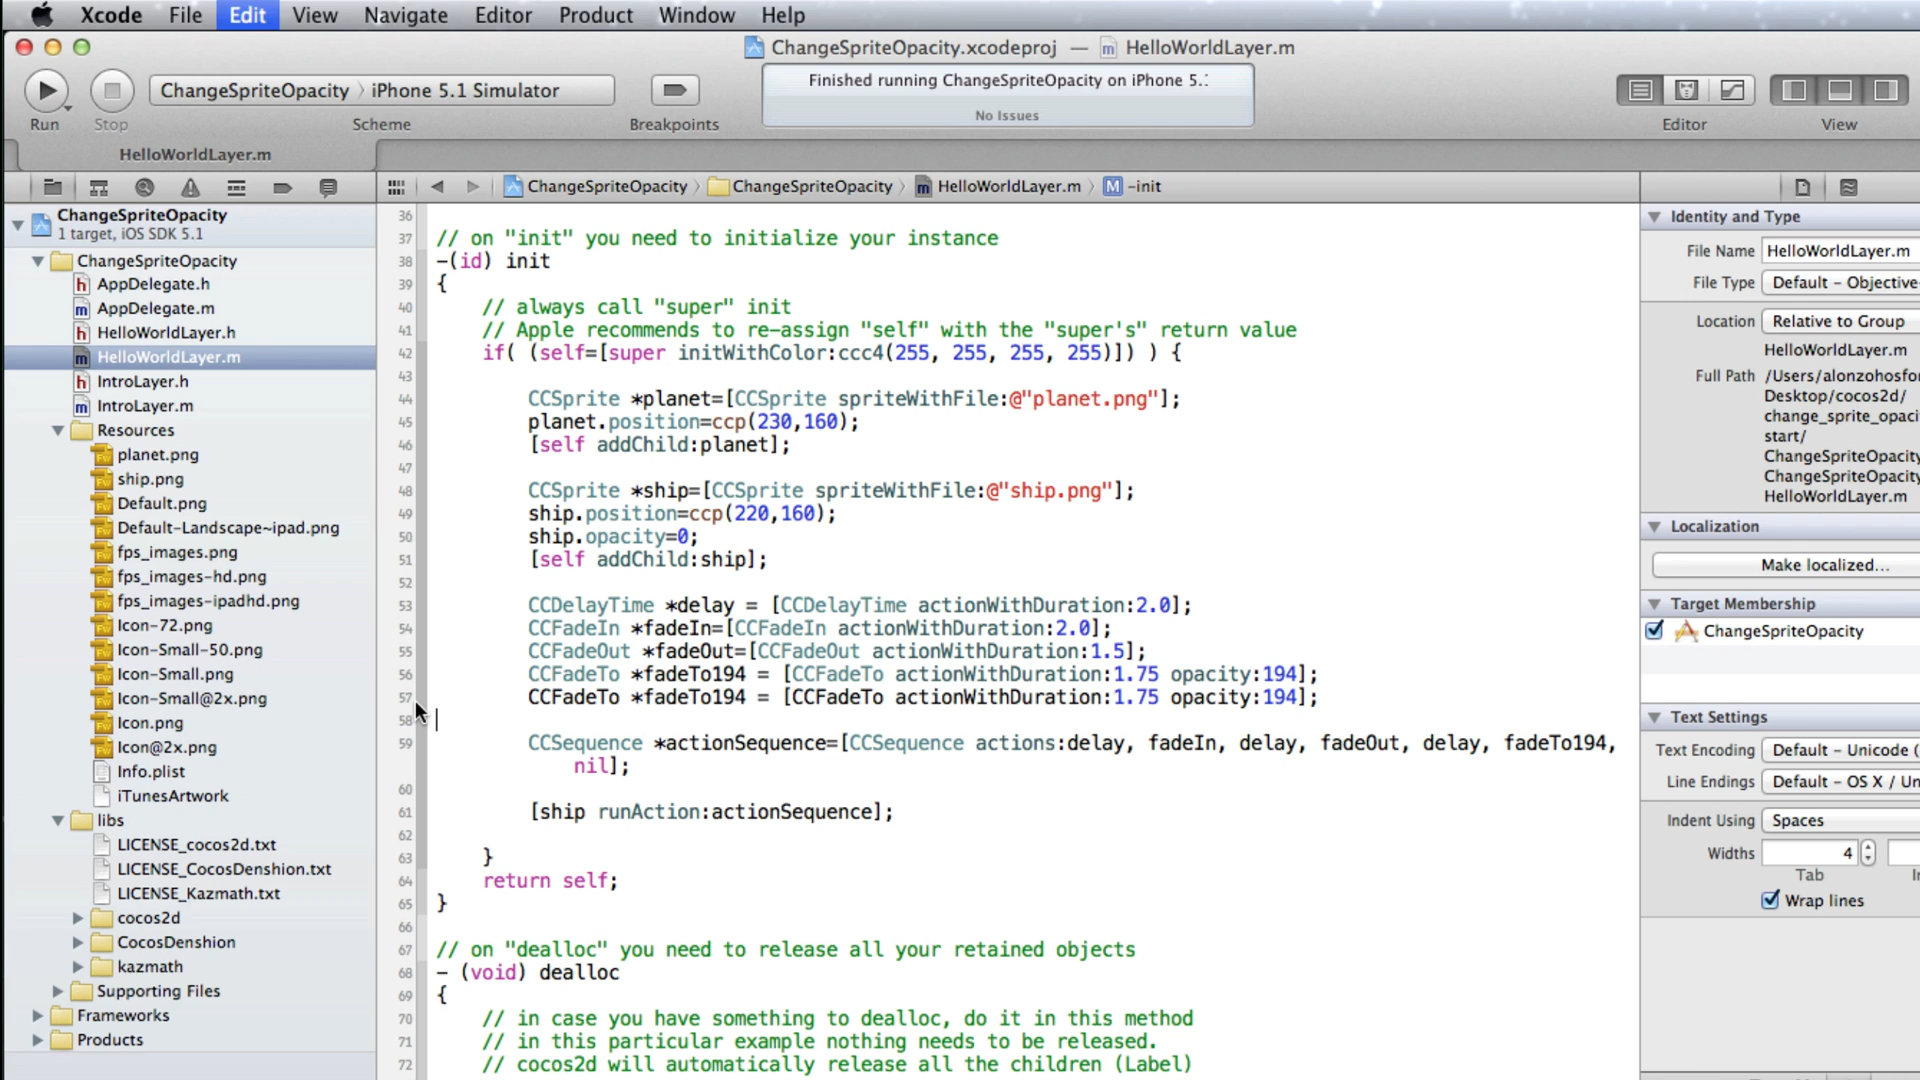 Xcode File Edit View Navigate Editor Product Window Help
ChangeSpriteOpacity.xcodeproj — HelloWorldLayer.m
ChangeSpriteOpacity 〉 iPhone 5.1 Simulator
Finished running ChangeSpriteOpacity on iPhone 5.
No Issues
Run Stop Scheme Breakpoints Editor View
HelloWorldLayer.m
ChangeSpriteOpacity 〉 ChangeSpriteOpacity 〉 HelloWorldLayer.m 〉 M -init
ChangeSpriteOpacity
1 target, iOS SDK 5.1
ChangeSpriteOpacity
h AppDelegate.h
m AppDelegate.m
h HelloWorldLayer.h
m HelloWorldLayer.m
h IntroLayer.h
m IntroLayer.m
Resources
planet.png
ship.png
Default.png
Default-Landscape~ipad.png
fps_images.png
fps_images-hd.png
fps_images-ipadhd.png
Icon-72.png
Icon-Small-50.png
Icon-Small.png
Icon-Small@2x.png
Icon.png
Icon@2x.png
Info.plist
iTunesArtwork
libs
LICENSE_cocos2d.txt
LICENSE_CocosDenshion.txt
LICENSE_Kazmath.txt
cocos2d
CocosDenshion
kazmath
Supporting Files
Frameworks
Products
36
37 // on "init" you need to initialize your instance
38 -(id) init
39 {
40 // always call "super" init
41 // Apple recommends to re-assign "self" with the "super's" return value
42 if( (self=[super initWithColor:ccc4(255, 255, 255, 255)]) ) {
43
44 CCSprite *planet=[CCSprite spriteWithFile:@"planet.png"];
45 planet.position=ccp(230,160);
46 [self addChild:planet];
47
48 CCSprite *ship=[CCSprite spriteWithFile:@"ship.png"];
49 ship.position=ccp(220,160);
50 ship.opacity=0;
51 [self addChild:ship];
52
53 CCDelayTime *delay = [CCDelayTime actionWithDuration:2.0];
54 CCFadeIn *fadeIn=[CCFadeIn actionWithDuration:2.0];
55 CCFadeOut *fadeOut=[CCFadeOut actionWithDuration:1.5];
56 CCFadeTo *fadeTo194 = [CCFadeTo actionWithDuration:1.75 opacity:194];
57 CCFadeTo *fadeTo194 = [CCFadeTo actionWithDuration:1.75 opacity:194];
58
59 CCSequence *actionSequence=[CCSequence actions:delay, fadeIn, delay, fadeOut, delay, fadeTo194,
nil];
60
61 [ship runAction:actionSequence];
62
63 }
64 return self;
65 }
66
67 // on "dealloc" you need to release all your retained objects
68 - (void) dealloc
69 {
70 // in case you have something to dealloc, do it in this method
71 // in this particular example nothing needs to be released.
72 // cocos2d will automatically release all the children (Label)
Identity and Type
File Name HelloWorldLayer.m
File Type Default - Objective-
Location Relative to Group
HelloWorldLayer.m
Full Path /Users/alonzohosfor
Desktop/cocos2d/
change_sprite_opaci
start/
ChangeSpriteOpacity
ChangeSpriteOpacity
HelloWorldLayer.m
Localization
Make localized...
Target Membership
ChangeSpriteOpacity
Text Settings
Text Encoding Default - Unicode (
Line Endings Default - OS X / Un
Indent Using Spaces
Widths 4
Tab In
Wrap lines